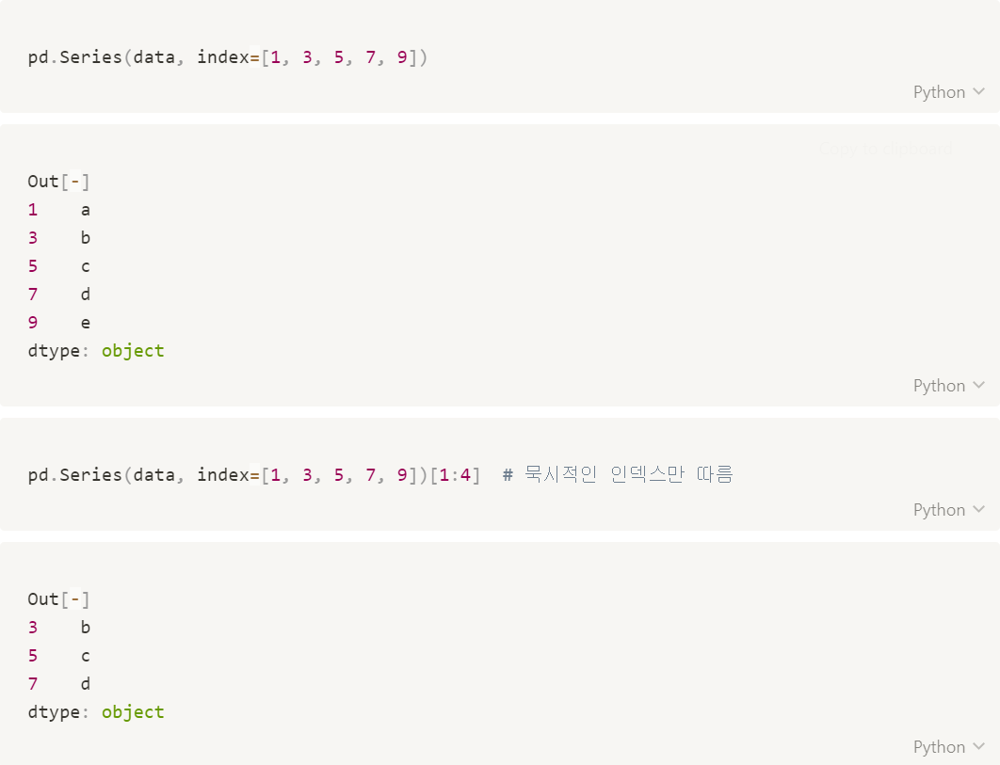 pd.Series(data, index=[1, 3, 5, 7, 9])
Python
Copy to clipboard
Out[-]
1    a
3    b
5    c
7    d
9    e
dtype: object
Python
pd.Series(data, index=[1, 3, 5, 7, 9])[1:4]  # 묵시적인 인덱스만 따름
Python
Out[-]
3    b
5    c
7    d
dtype: object
Python